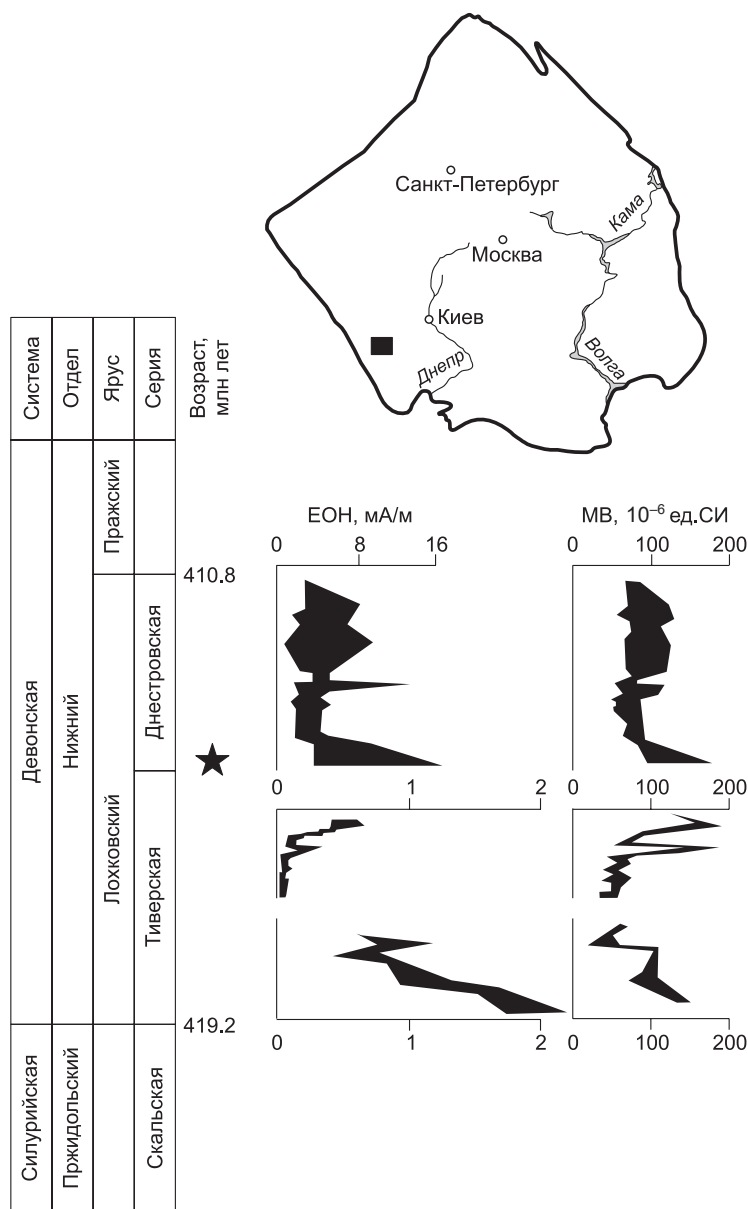 Санкт-Петербург
Кама
Москва
Киев
Днепр
Волга
Система
Отдел
Ярус
Серия
Возраст,
млн лет
ЕОН, мА/м
МВ, 10⁻⁶ ед.СИ
0 8 16
0 100 200
Пражский
410.8
Днестровская
Девонская
Нижний
Лохковский
0 1 2
0 100 200
Тиверская
419.2
0 1 2
0 100 200
Силурийская
Пржидольский
Скальская